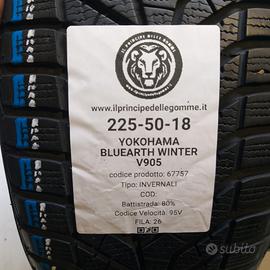 IL PRINCIPE DELLE GOMME
www.ilprincipedellegomme.it
225-50-18
YOKOHAMA
BLUEARTH WINTER
V905
codice prodotto: 67757
Tipo: INVERNALI
COD:
Battistrada: 80%
Codice Velocità: 95V
FILA: 26
subito